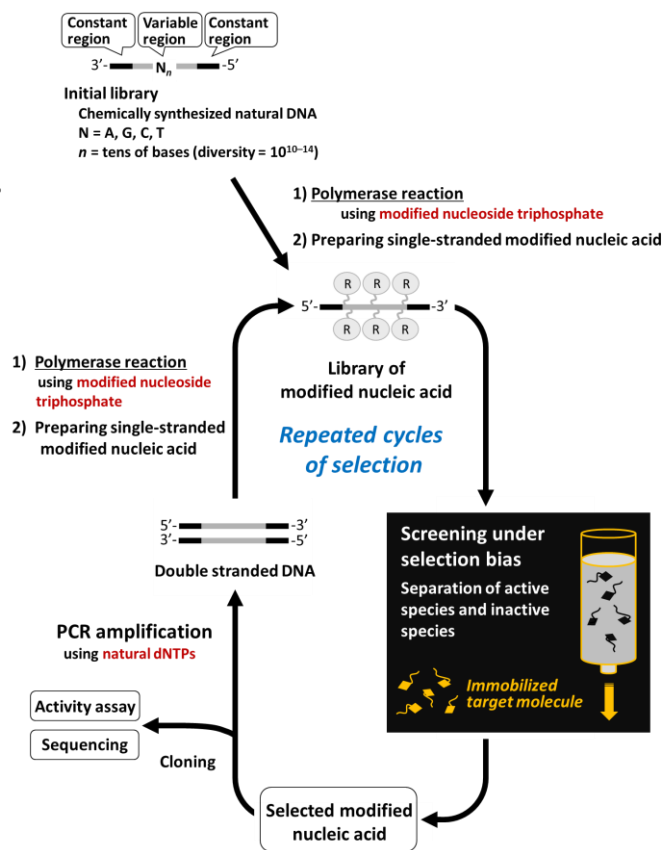 Constant region
Variable region
Constant region
3’-
N𝑛
-5’
Initial library
Chemically synthesized natural DNA
N = A, G, C, T
n = tens of bases (diversity = 10¹⁰⁻¹⁴)
1) Polymerase reaction
using modified nucleoside triphosphate
2) Preparing single-stranded modified nucleic acid
R R R
5’-
-3’
R R R
Library of
modified nucleic acid
1) Polymerase reaction
using modified nucleoside
triphosphate
2) Preparing single-stranded
modified nucleic acid
Repeated cycles
of selection
5’-
-3’
3’-
-5’
Double stranded DNA
Screening under
selection bias
Separation of active
species and inactive
species
Immobilized
target molecule
PCR amplification
using natural dNTPs
Activity assay
Sequencing
Cloning
Selected modified
nucleic acid